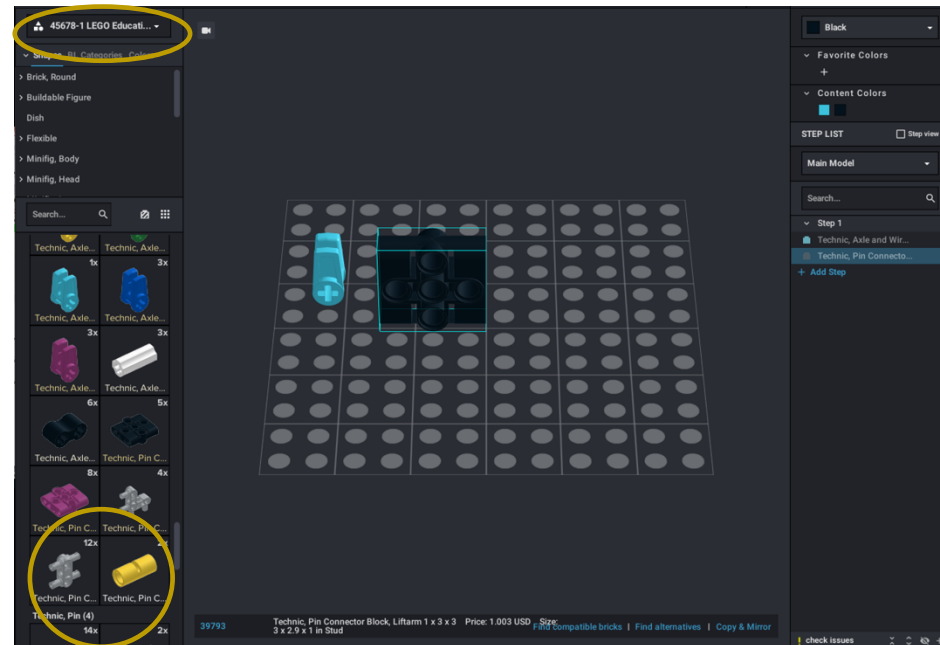 45678-1 LEGO Educati...
Shapes BL Categories Colors
Brick, Round
Buildable Figure
Dish
Flexible
Minifig, Body
Minifig, Head
Search...
Technic, Axle... Technic, Axle...
1x 3x
Technic, Axle... Technic, Axle...
3x 3x
Technic, Axle... Technic, Axle...
6x 5x
Technic, Axle... Technic, Pin C...
8x 4x
Technic, Pin C... Technic, Pin C...
12x 2x
Technic, Pin C... Technic, Pin C...
Technic, Pin (4)
14x 2x
39793
Technic, Pin Connector Block, Liftarm 1 x 3 x 3 Price: 1.003 USD Size:
3 x 2.9 x 1 in Stud
Find compatible bricks | Find alternatives | Copy & Mirror
Black
Favorite Colors
+
Content Colors
STEP LIST Step view
Main Model
Search...
Step 1
Technic, Axle and Wir...
Technic, Pin Connecto...
+ Add Step
! check issues